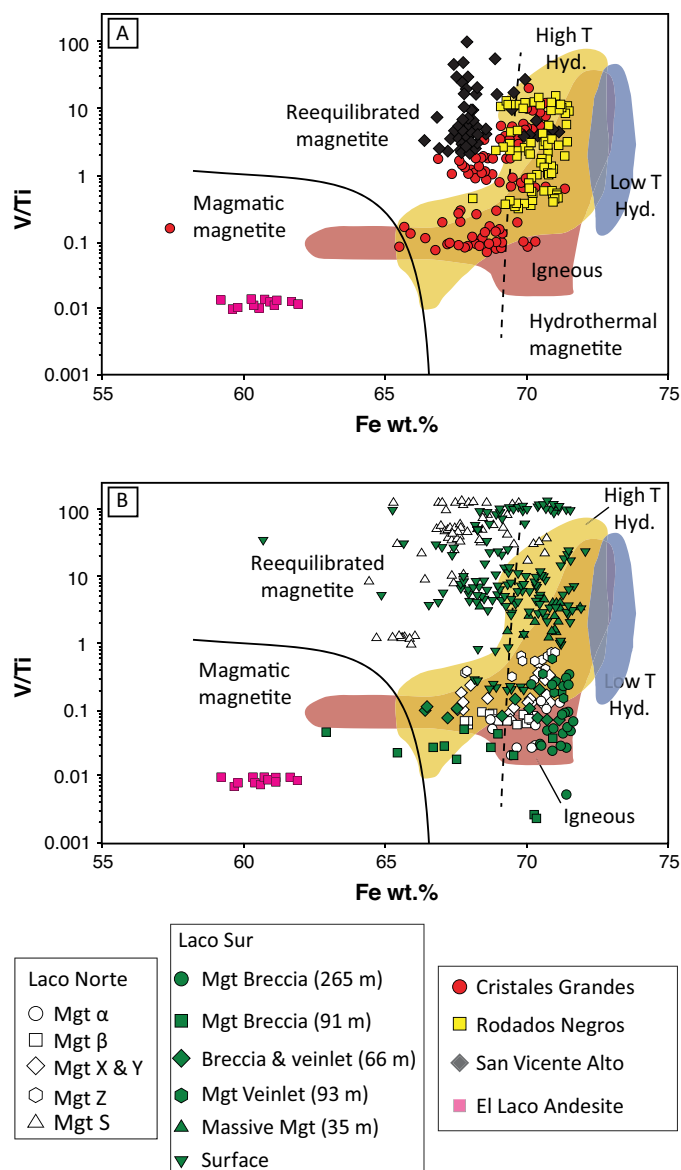 A
High T
Hyd.
Reequilibrated
magnetite
Magmatic
magnetite
Low T
Hyd.
Igneous
Hydrothermal
magnetite
V/Ti
100
10
1
0.1
0.01
0.001
55
60
65
70
75
Fe wt.%
B
High T
Hyd.
Reequilibrated
magnetite
Magmatic
magnetite
Low T
Hyd.
Igneous
V/Ti
100
10
1
0.1
0.01
0.001
55
60
65
70
75
Fe wt.%
Laco Norte
Mgt α
Mgt β
Mgt X & Y
Mgt Z
Mgt S
Laco Sur
Mgt Breccia (265 m)
Mgt Breccia (91 m)
Breccia & veinlet (66 m)
Mgt Veinlet (93 m)
Massive Mgt (35 m)
Surface
Cristales Grandes
Rodados Negros
San Vicente Alto
El Laco Andesite